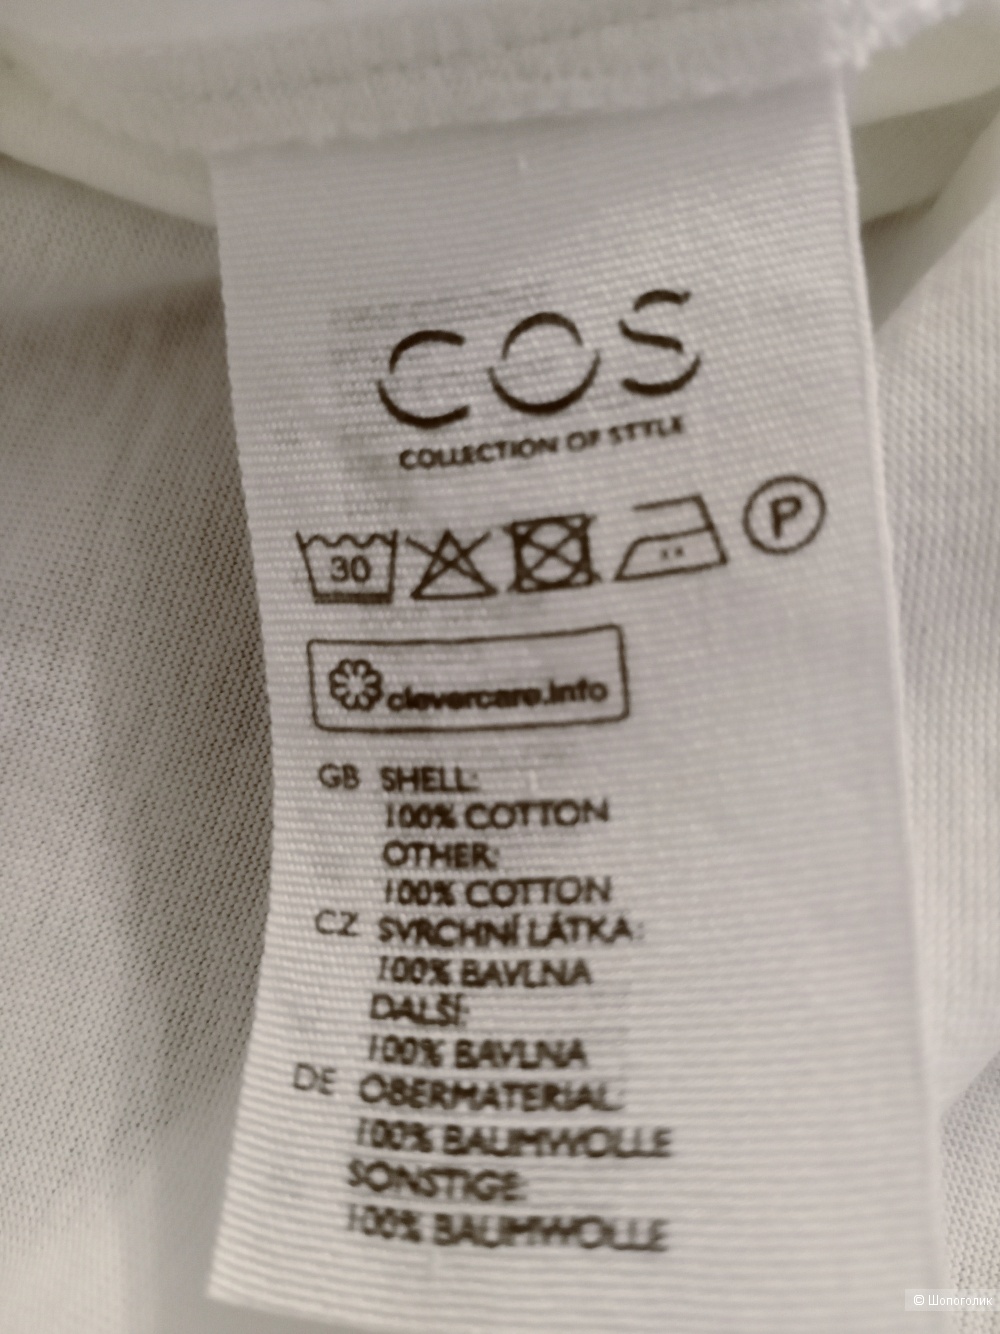 COS
COLLECTION OF STYLE
30
P
clevercare.info
GB SHELL:
100% COTTON
OTHER:
100% COTTON
CZ SVRCHNÍ LÁTKA:
100% BAVLNA
DALŠÍ:
100% BAVLNA
DE OBERMATERIAL:
100% BAUMWOLLE
SONSTIGE:
100% BAUMWOLLE
© Шопоголик